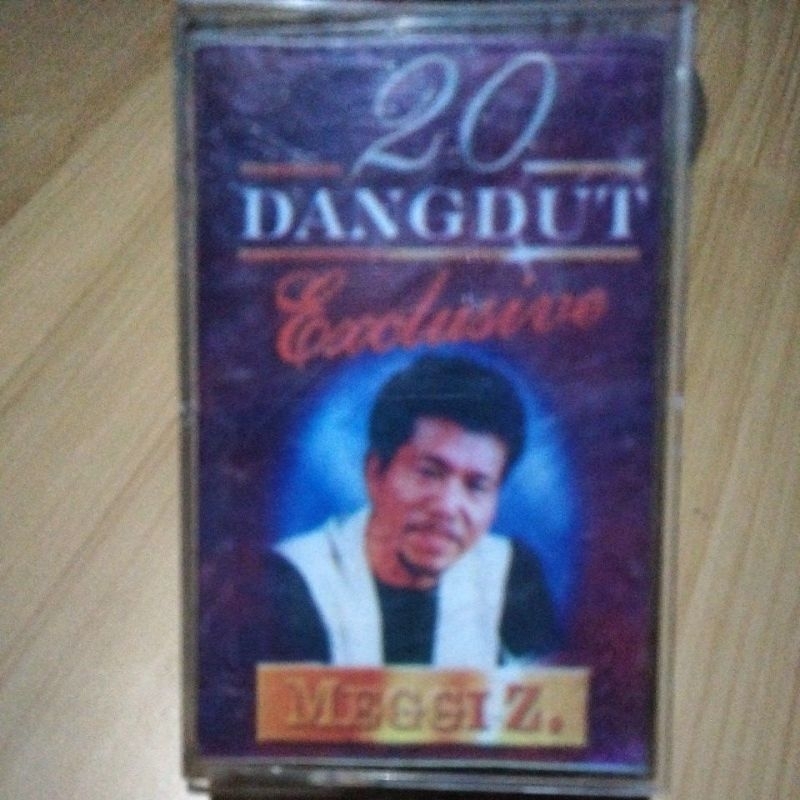 20
DANGDUT
Exclusive
MEGGI Z.